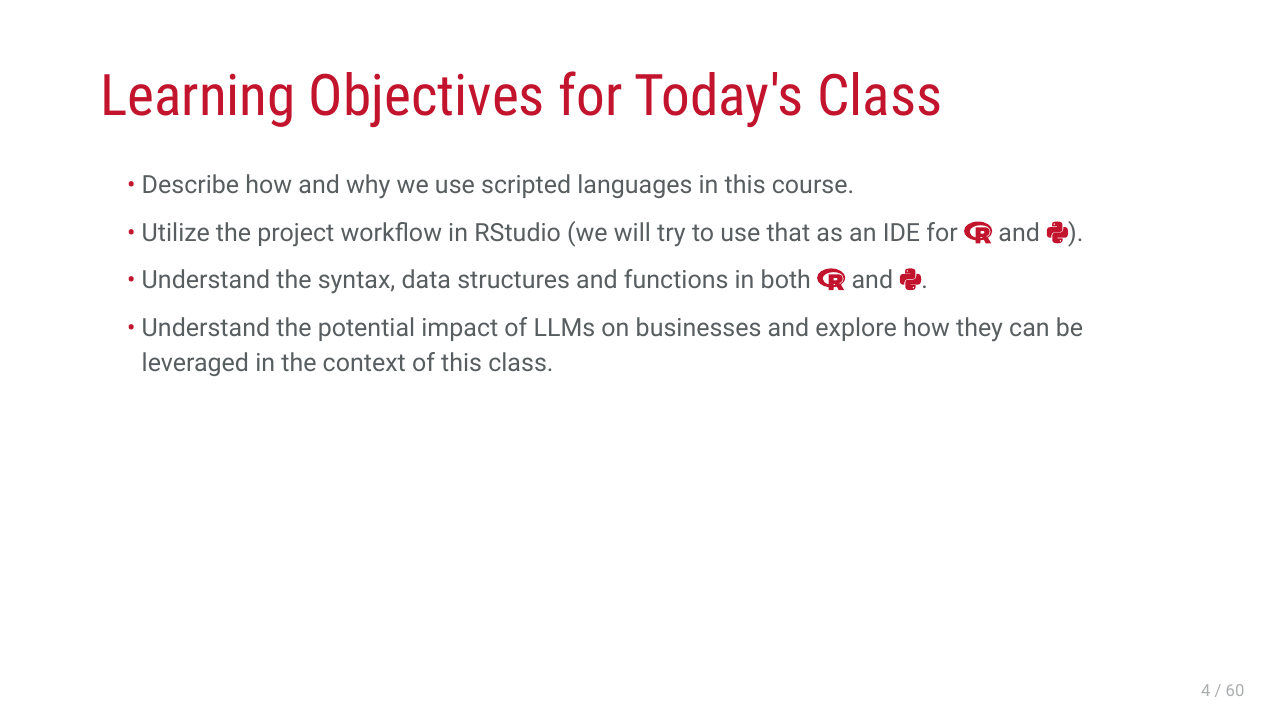 Learning Objectives for Today's Class
• Describe how and why we use scripted languages in this course.
• Utilize the project workflow in RStudio (we will try to use that as an IDE for R and ).
• Understand the syntax, data structures and functions in both R and .
• Understand the potential impact of LLMs on businesses and explore how they can be
leveraged in the context of this class.
4 / 60